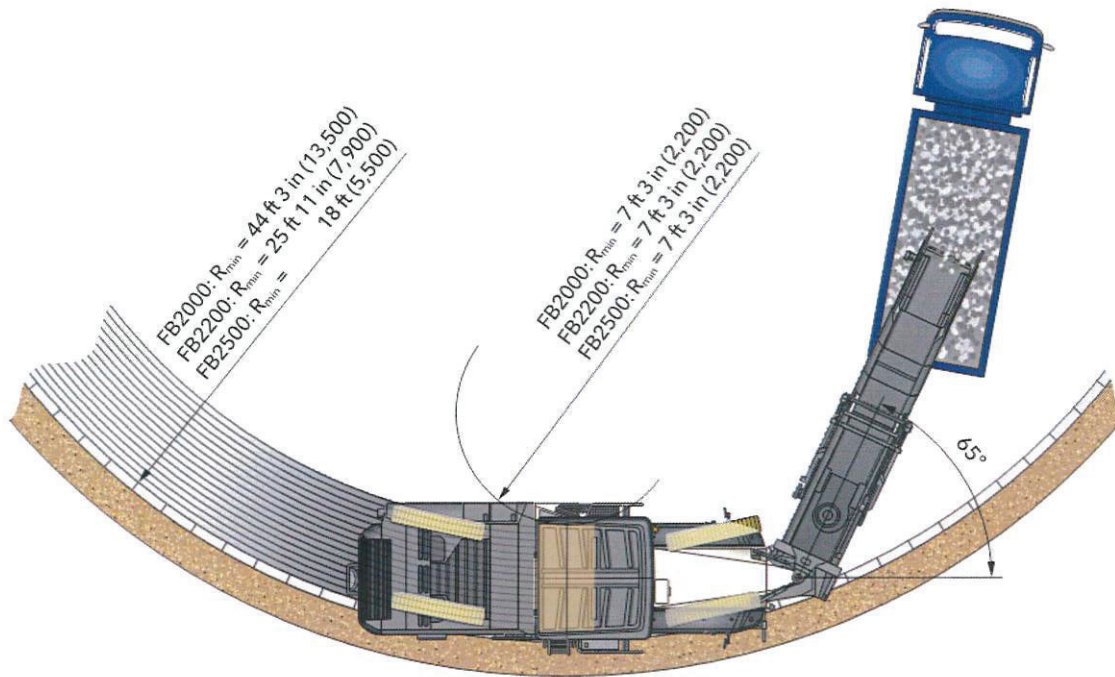 FB2000: Rmin = 44 ft 3 in (13,500)
FB2200: Rmin = 25 ft 11 in (7,900)
FB2500: Rmin = 18 ft (5,500)
FB2000: Rmin = 7 ft 3 in (2,200)
FB2200: Rmin = 7 ft 3 in (2,200)
FB2500: Rmin = 7 ft 3 in (2,200)
65°